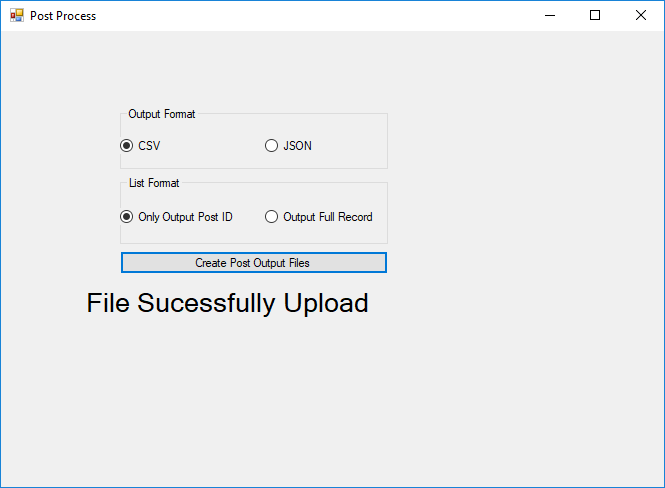 Post Process
Output Format
CSV JSON
List Format
Only Output Post ID Output Full Record
Create Post Output Files
File Sucessfully Upload